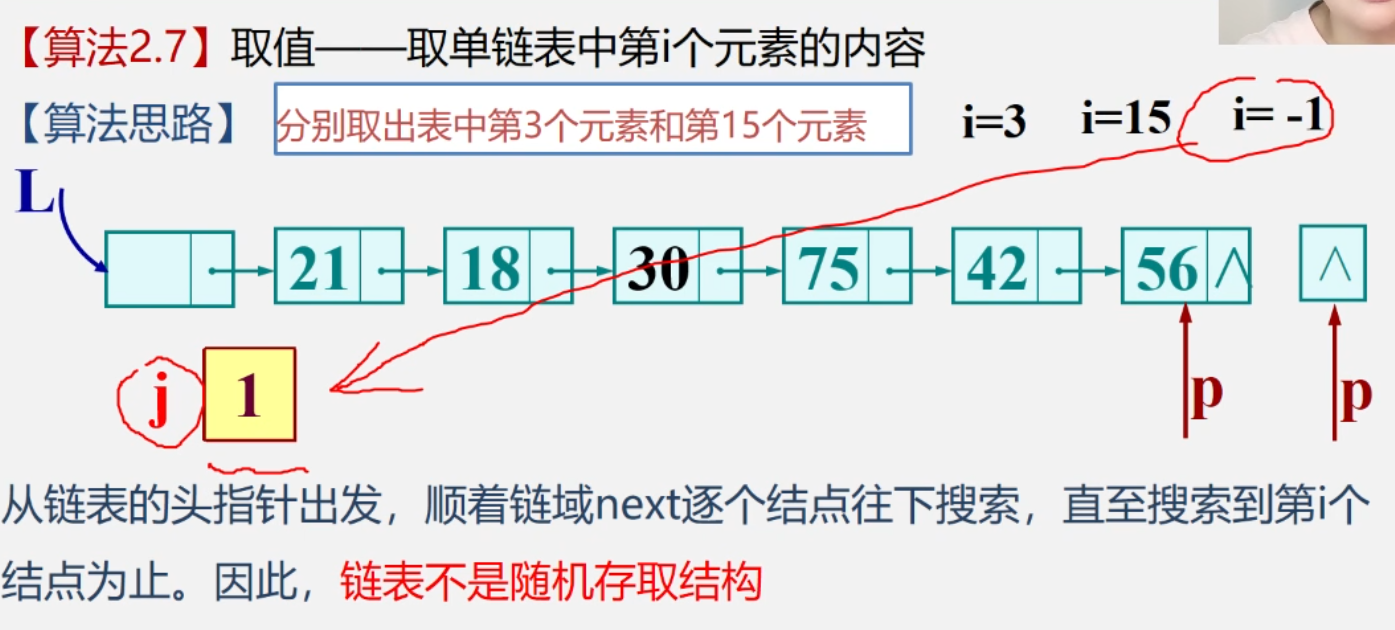 【算法2.7】取值——取单链表中第i个元素的内容
【算法思路】 分别取出表中第3个元素和第15个元素 i=3 i=15 i= -1
L
21 18 30 75 42 56 ∧ ∧
j 1 p p
从链表的头指针出发，顺着链域next逐个结点往下搜索，直至搜索到第i个
结点为止。因此，链表不是随机存取结构